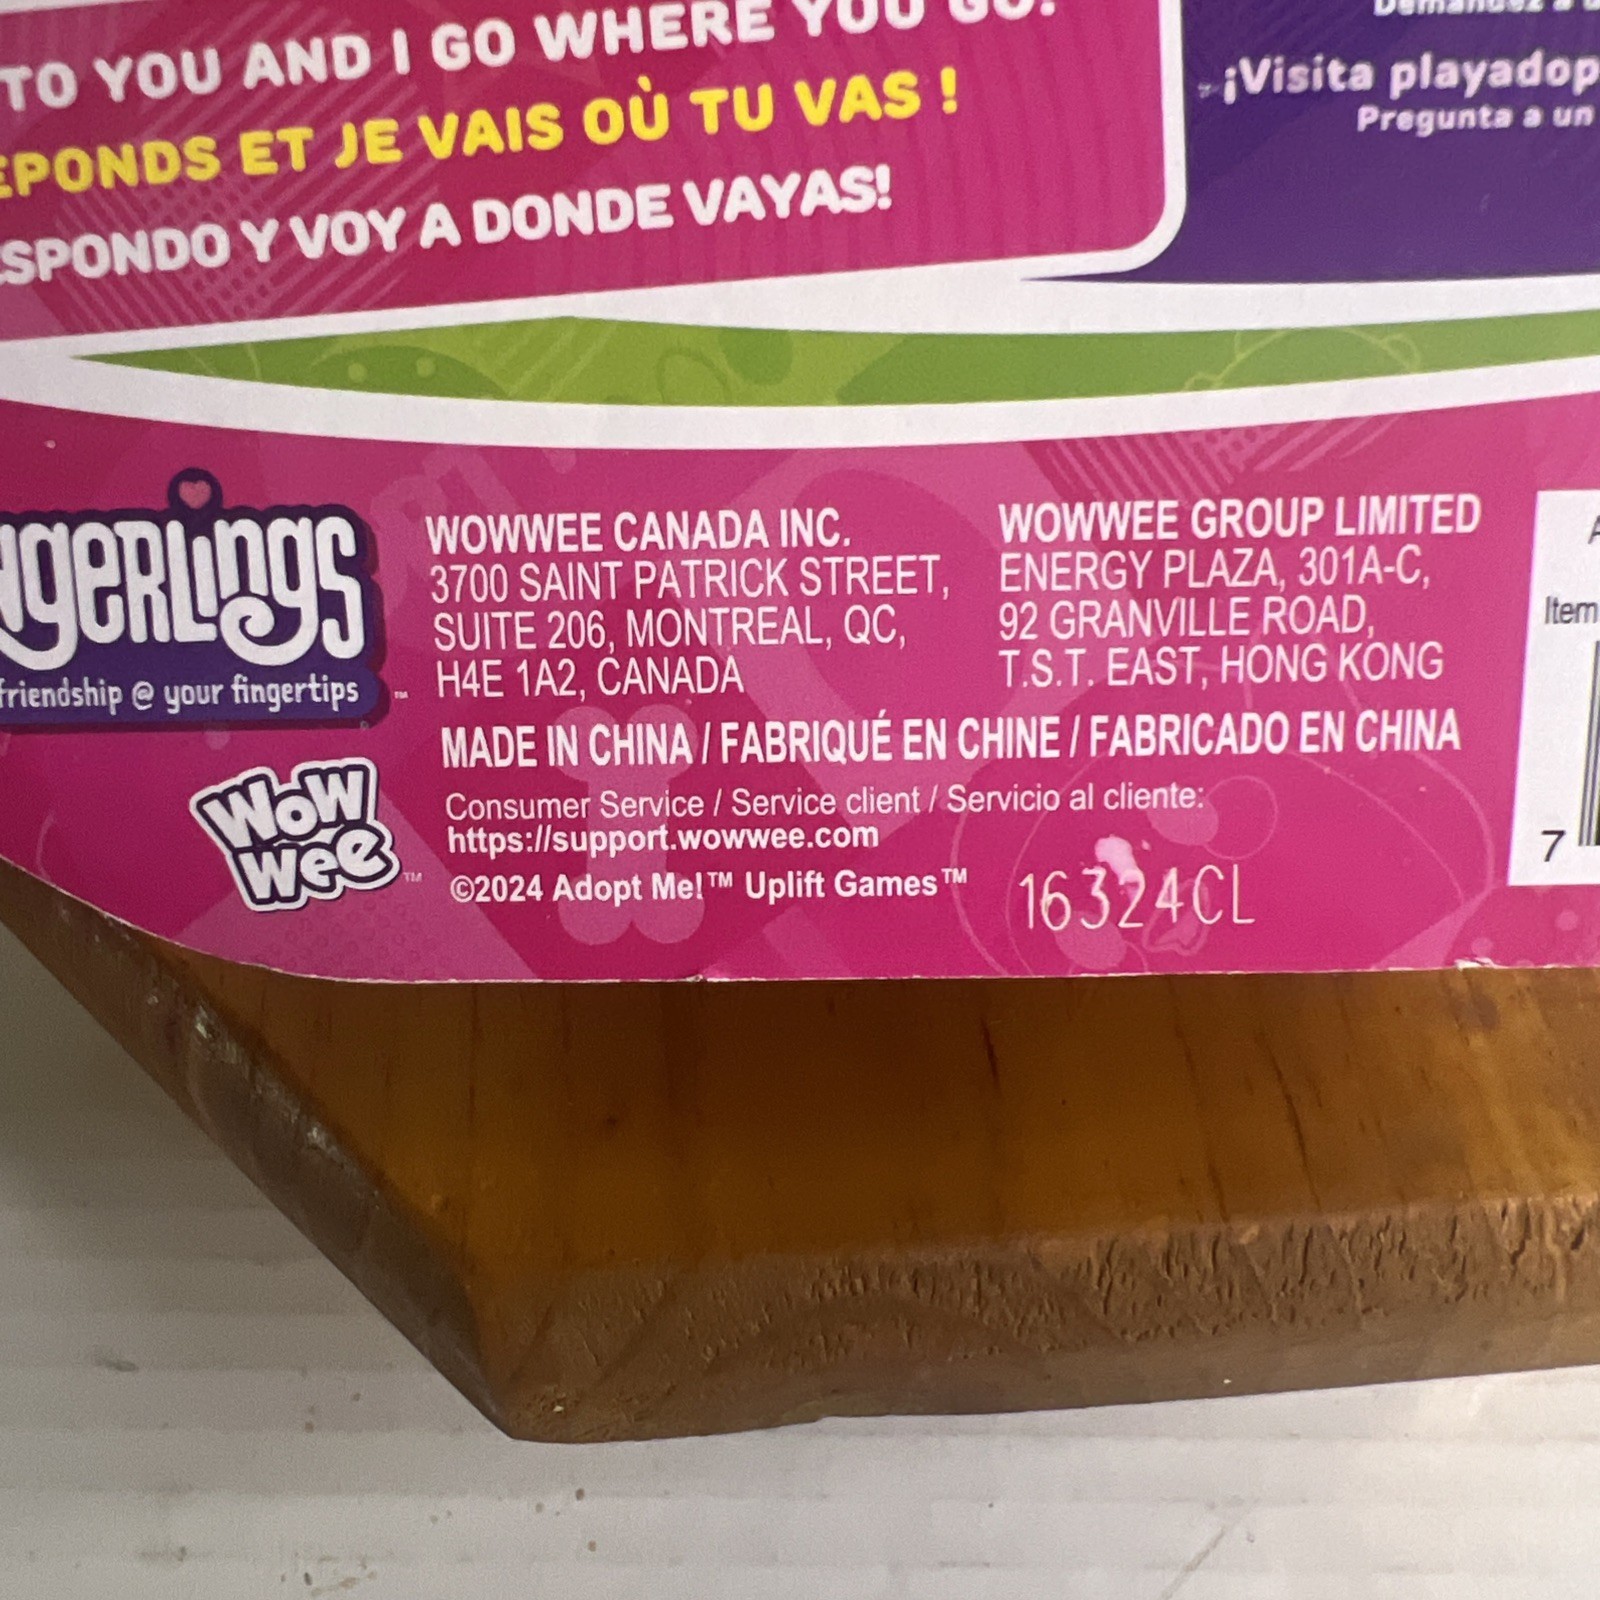 TO YOU AND I GO WHERE YOU GO!
ET JE VAIS OÙ TU VAS !
Y VOY A DONDE VAYAS!
¡Visita
Pregunta a un
friendship @ your fingertips ™
WOW WEE™
WOWWEE CANADA INC.
3700 SAINT PATRICK STREET,
SUITE 206, MONTREAL, QC,
H4E 1A2, CANADA
WOWWEE GROUP LIMITED
ENERGY PLAZA, 301A-C,
92 GRANVILLE ROAD,
T.S.T. EAST, HONG KONG
MADE IN CHINA / FABRIQUÉ EN CHINE / FABRICADO EN CHINA
Consumer Service / Service client / Servicio al cliente:
https://support.wowwee.com
©2024 Adopt Me!™ Uplift Games™
16324CL
Item
7